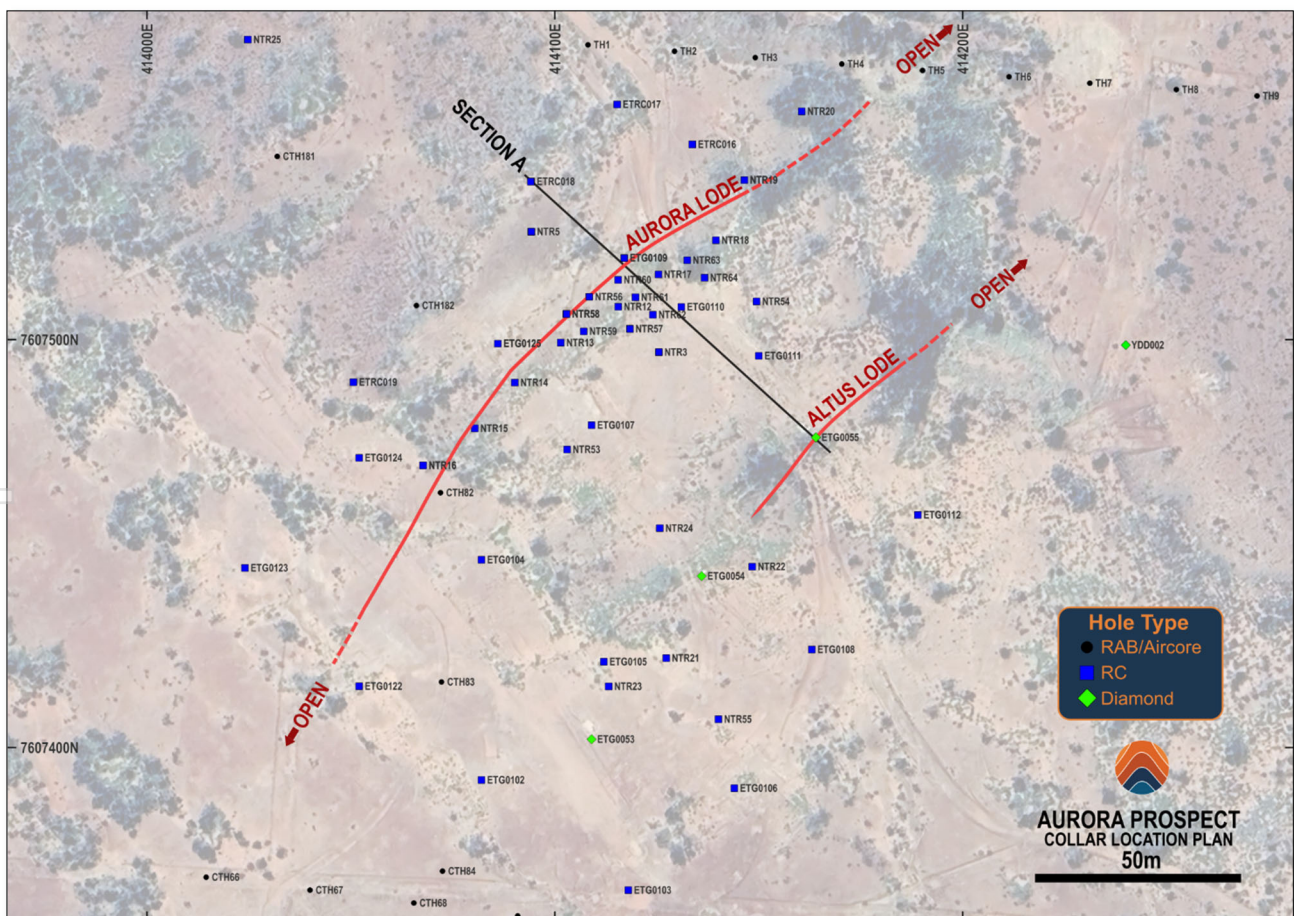 414000E
414100E
414200E
NTR25
TH1
TH2
TH3
TH4
OPEN
TH5
TH6
TH7
TH8
TH9
ETRC017
NTR20
SECTION A
ETRC016
CTH181
ETRC018
NTR19
AURORA LODE
NTR5
NTR18
ETG0109
NTR63
NTR17
NTR64
NTR60
OPEN
NTR56
NTR61
NTR54
CTH182
NTR12
ETG0110
NTR58
NTR62
NTR59
NTR57
7607500N
ETG0125
NTR13
YDD002
NTR3
ETG0111
ETRC019
NTR14
ALTUS LODE
ETG0107
NTR15
ETG0055
NTR53
ETG0124
NTR16
CTH82
ETG0112
NTR24
ETG0104
ETG0123
NTR22
ETG0054
Hole Type
RAB/Aircore
RC
Diamond
ETG0108
ETG0105
NTR21
CTH83
ETG0122
NTR23
OPEN
NTR55
ETG0053
7607400N
ETG0102
ETG0106
AURORA PROSPECT
COLLAR LOCATION PLAN
50m
CTH84
CTH66
CTH67
ETG0103
CTH68